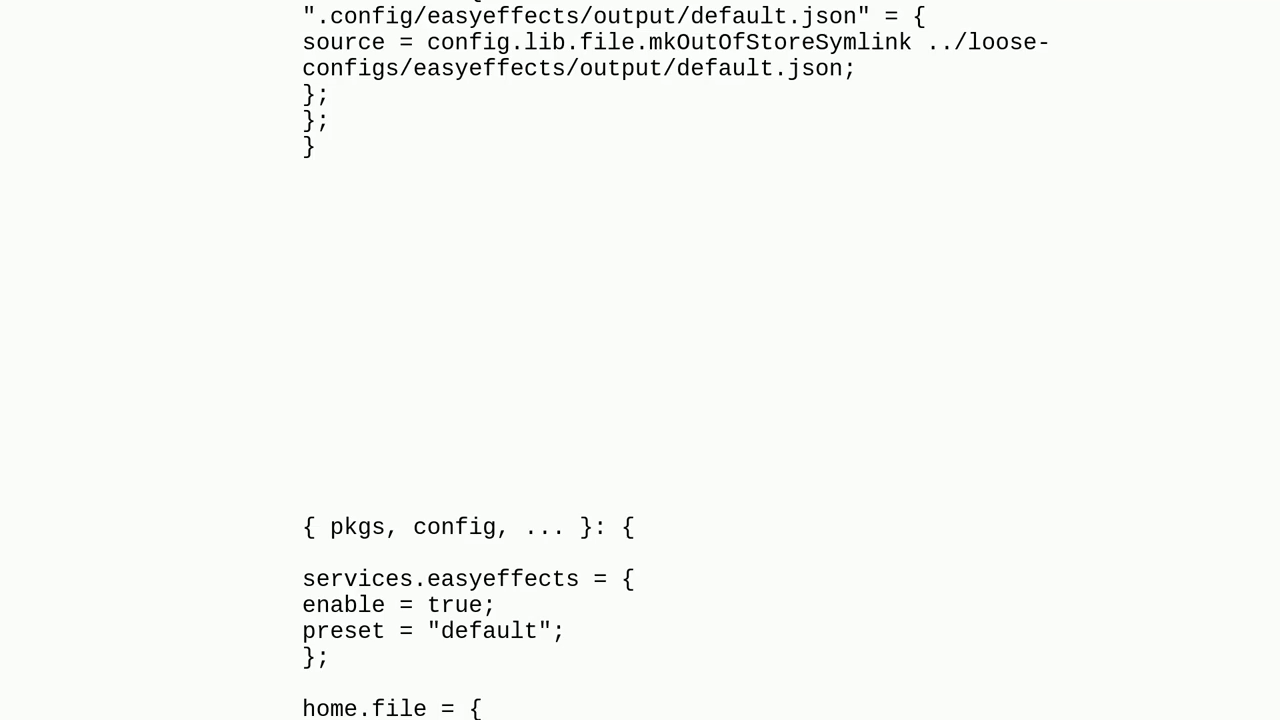 ".config/easyeffects/output/default.json" = {
source = config.lib.file.mkOutOfStoreSymlink ../loose-
configs/easyeffects/output/default.json;
};
};
}
{ pkgs, config, ... }: {
services.easyeffects = {
enable = true;
preset = "default";
};
home.file = {